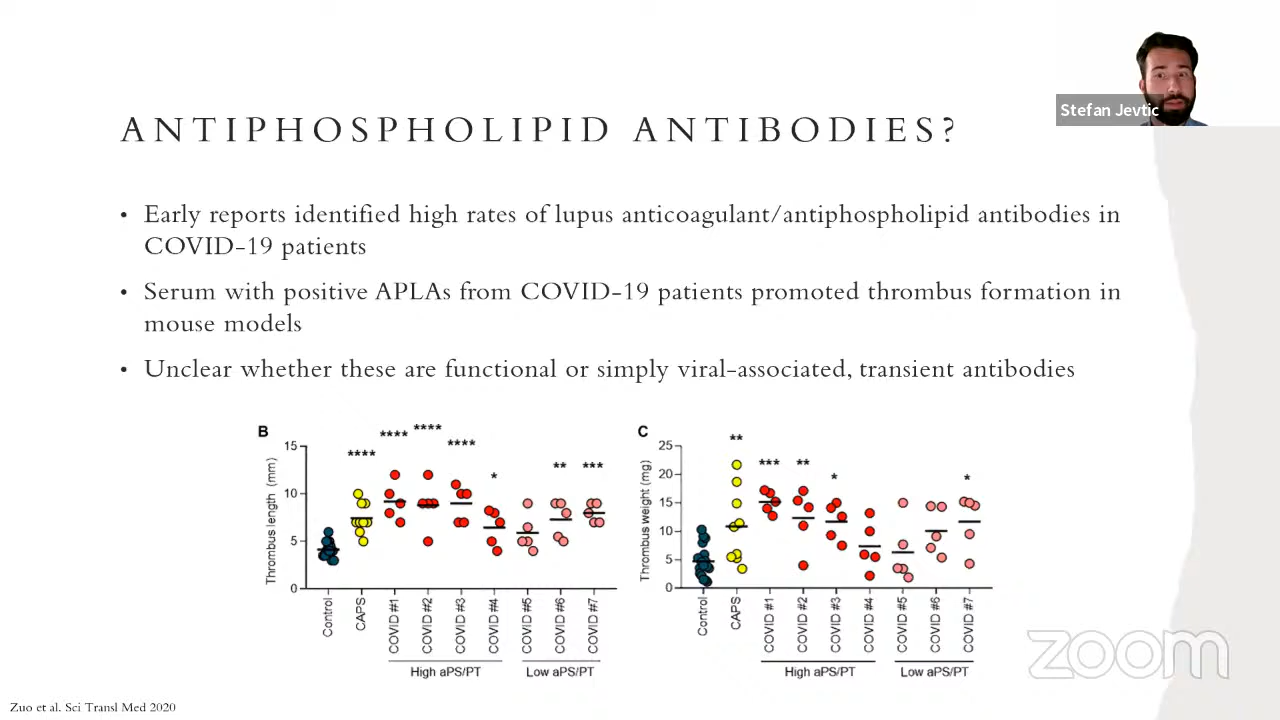 Stefan Jevtic
ANTIPHOSPHOLIPID ANTIBODIES?
• Early reports identified high rates of lupus anticoagulant/antiphospholipid antibodies in
COVID-19 patients
• Serum with positive APLAs from COVID-19 patients promoted thrombus formation in
mouse models
• Unclear whether these are functional or simply viral-associated, transient antibodies
B
Thrombus length (mm)
15
10
5
0
****
****
****
****
*
**
***
Control
CAPS
COVID #1
COVID #2
COVID #3
COVID #4
COVID #5
COVID #6
COVID #7
High aPS/PT
Low aPS/PT
C
Thrombus weight (mg)
25
20
15
10
5
0
**
***
**
*
*
Control
CAPS
COVID #1
COVID #2
COVID #3
COVID #4
COVID #5
COVID #6
COVID #7
High aPS/PT
Low aPS/PT
zoom
Zuo et al. Sci Transl Med 2020